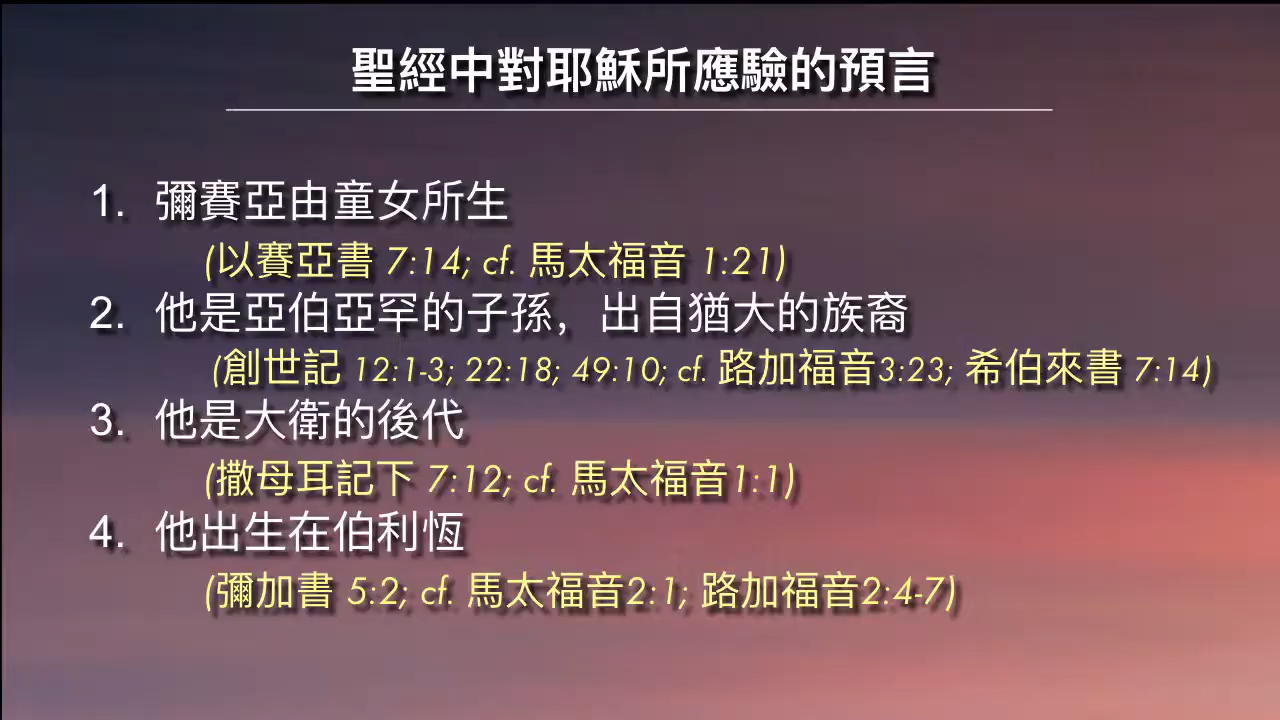 聖經中對耶穌所應驗的預言
1. 彌賽亞由童女所生
(以賽亞書 7:14; cf. 馬太福音 1:21)
2. 他是亞伯亞罕的子孫，出自猶大的族裔
(創世記 12:1-3; 22:18; 49:10; cf. 路加福音3:23; 希伯來書 7:14)
3. 他是大衛的後代
(撒母耳記下 7:12; cf. 馬太福音1:1)
4. 他出生在伯利恆
(彌加書 5:2; cf. 馬太福音2:1; 路加福音2:4-7)